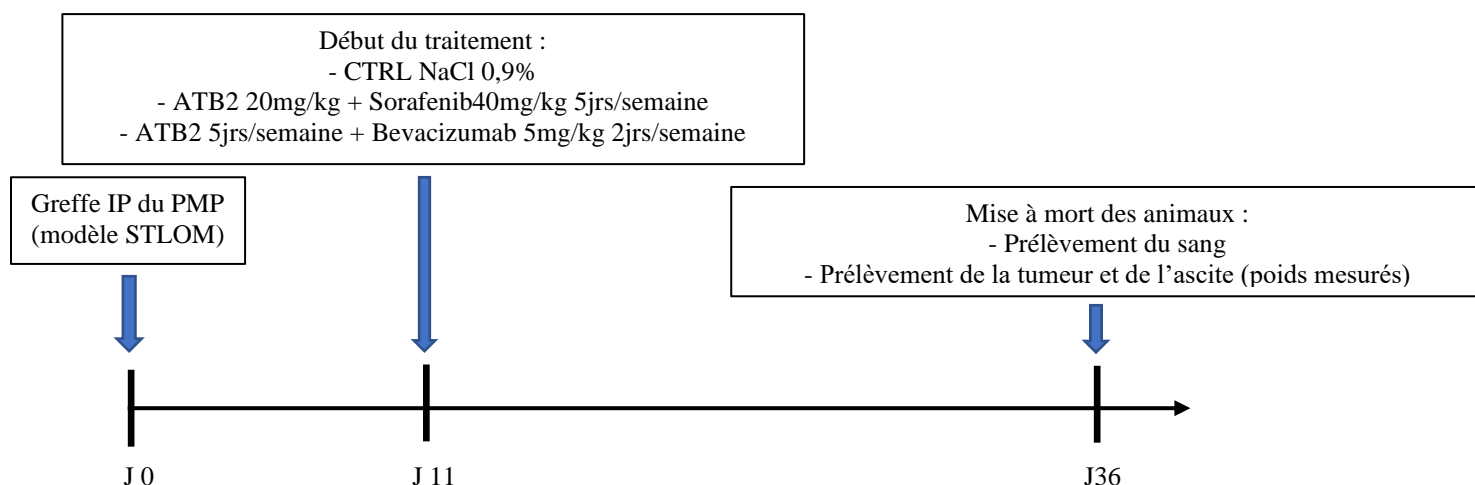 Début du traitement :
- CTRL NaCl 0,9%
- ATB2 20mg/kg + Sorafenib40mg/kg 5jrs/semaine
- ATB2 5jrs/semaine + Bevacizumab 5mg/kg 2jrs/semaine
Greffe IP du PMP
(modèle STLOM)
Mise à mort des animaux :
- Prélèvement du sang
- Prélèvement de la tumeur et de l’ascite (poids mesurés)
J 0
J 11
J36